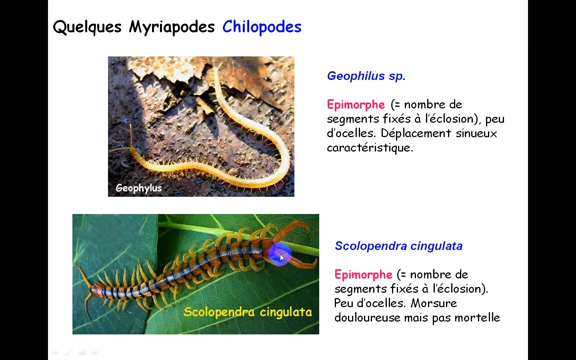 Quelques Myriapodes Chilopodes
Geophilus sp.
Epimorphe (= nombre de
segments fixés à l'éclosion), peu
d'ocelles. Déplacement sinueux
caractéristique.
Geophylus
Scolopendra cingulata
Epimorphe (= nombre de
segments fixés à l'éclosion).
Peu d'ocelles. Morsure
douloureuse mais pas mortelle
Scolopendra cingulata